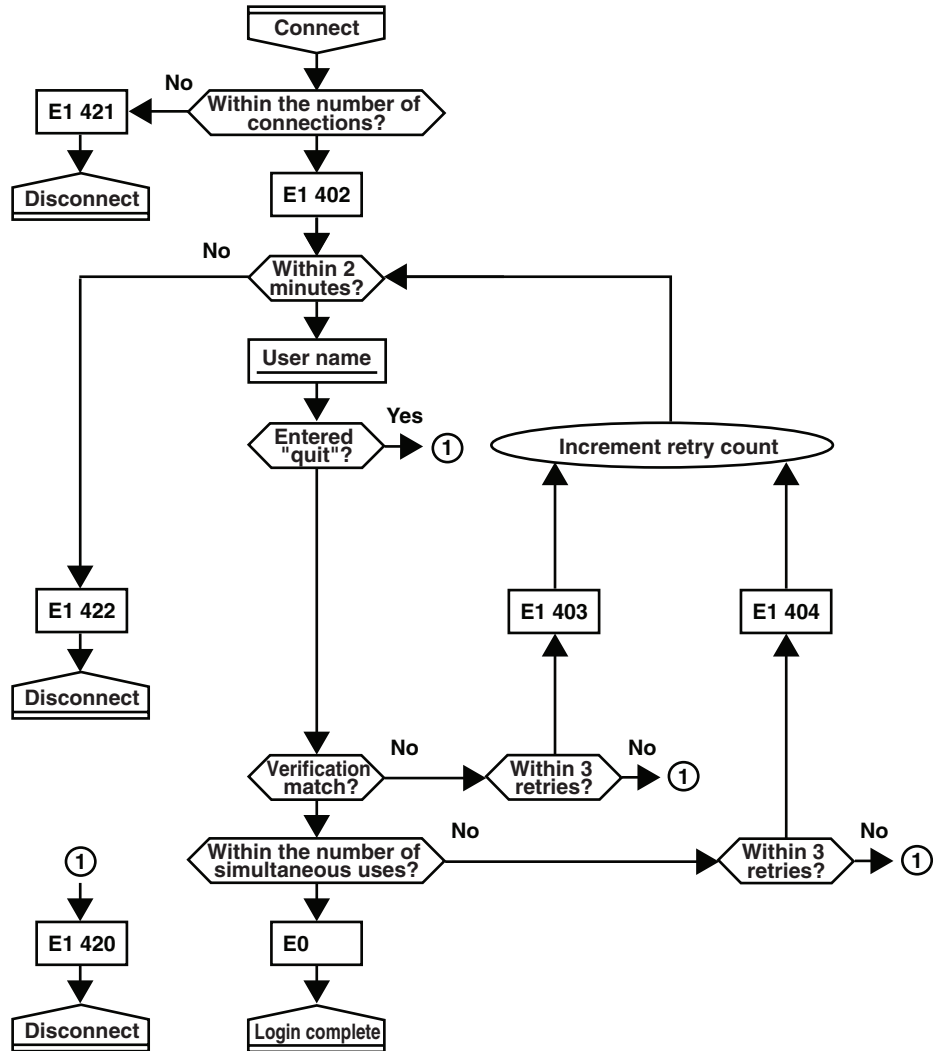 Connect
No
Within the number of
connections?
E1 421
Disconnect
E1 402
No
Within 2
minutes?
User name
Yes
Entered
"quit"?
1
Increment retry count
E1 422
Disconnect
E1 403
E1 404
Verification
match?
No
Within 3
retries?
No
1
Within the number of
simultaneous uses?
No
Within 3
retries?
No
1
1
E1 420
Disconnect
E0
Login complete